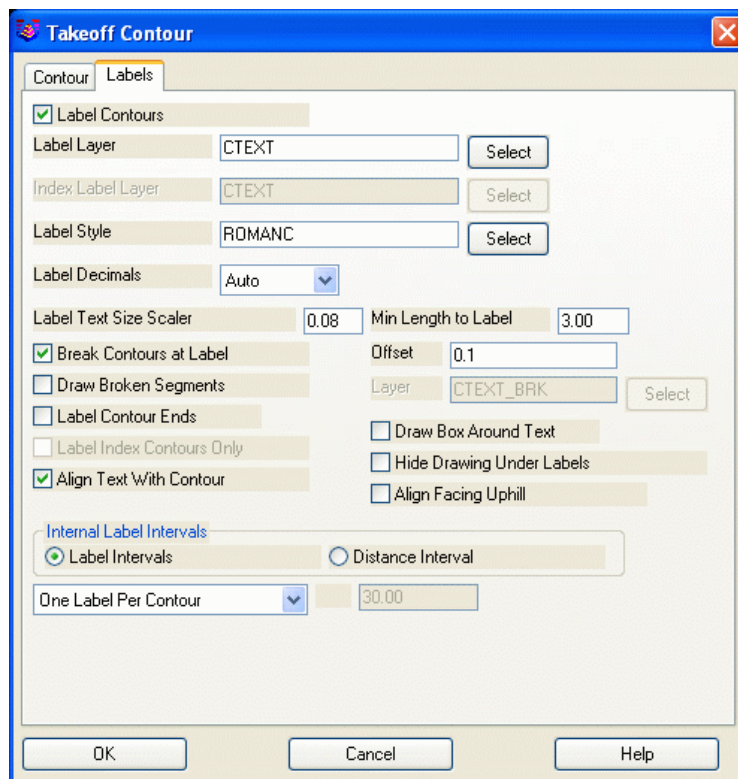 Takeoff Contour
Contour Labels
Label Contours
Label Layer CTEXT Select
Index Label Layer CTEXT Select
Label Style ROMANC Select
Label Decimals Auto
Label Text Size Scaler 0.08 Min Length to Label 3.00
Break Contours at Label Offset 0.1
Draw Broken Segments Layer CTEXT_BRK Select
Label Contour Ends
Draw Box Around Text
Label Index Contours Only
Hide Drawing Under Labels
Align Text With Contour
Align Facing Uphill
Internal Label Intervals
Label Intervals Distance Interval
One Label Per Contour 30.00
OK Cancel Help